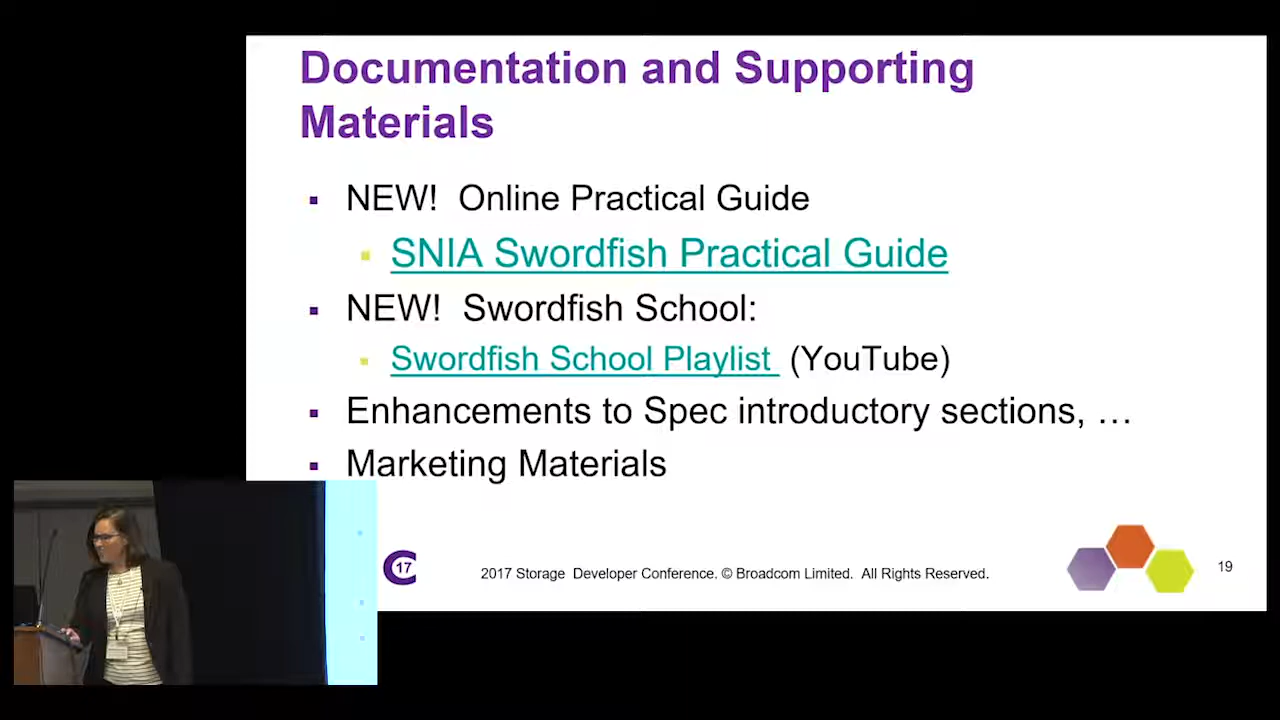 Documentation and Supporting
Materials
▪ NEW!  Online Practical Guide
▪ SNIA Swordfish Practical Guide
▪ NEW!  Swordfish School:
▪ Swordfish School Playlist  (YouTube)
▪ Enhancements to Spec introductory sections, …
▪ Marketing Materials
17
2017 Storage Developer Conference. © Broadcom Limited. All Rights Reserved.
19